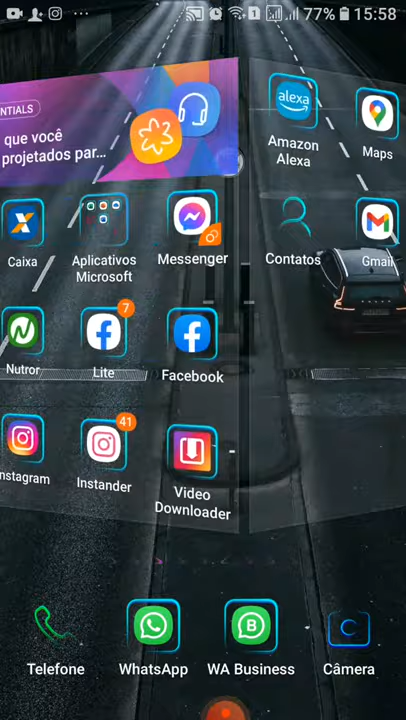 77% 15:58
NTIALS
que você
projetados par...
alexa
Amazon
Alexa
Maps
Caixa
Aplicativos
Microsoft
Messenger
Contatos
Gmail
Nutror
7
Lite
Facebook
nstagram
41
Instander
Video
Downloader
Telefone
WhatsApp
WA Business
Câmera